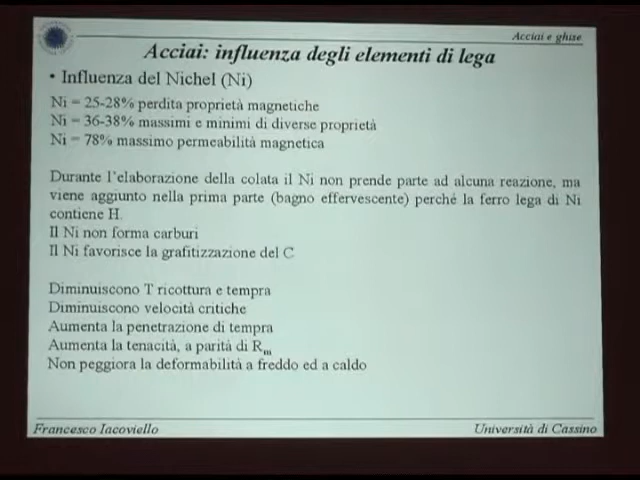 Acciai e ghise
Acciai: influenza degli elementi di lega
• Influenza del Nichel (Ni)
Ni = 25-28% perdita proprietà magnetiche
Ni = 36-38% massimi e minimi di diverse proprietà
Ni = 78% massimo permeabilità magnetica
Durante l'elaborazione della colata il Ni non prende parte ad alcuna reazione, ma
viene aggiunto nella prima parte (bagno effervescente) perché la ferro lega di Ni
contiene H.
Il Ni non forma carburi
Il Ni favorisce la grafitizzazione del C
Diminuiscono T ricottura e tempra
Diminuiscono velocità critiche
Aumenta la penetrazione di tempra
Aumenta la tenacità, a parità di Rm
Non peggiora la deformabilità a freddo ed a caldo
Francesco Iacoviello
Università di Cassino